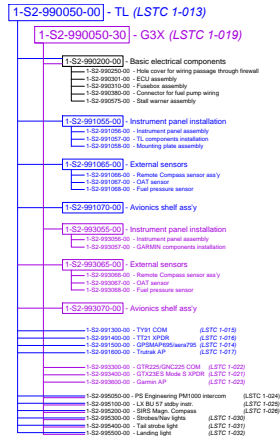 1-S2-990050-00 - TL (LSTC 1-013)
1-S2-990050-30 - G3X (LSTC 1-019)
1-S2-990200-00 - Basic electrical components
1-S2-990250-00 - Hole cover for wiring passage through firewall
1-S2-990301-00 - ECU assembly
1-S2-990310-00 - Fusebox assembly
1-S2-990380-00 - Connector for fuel pump wiring
1-S2-990575-00 - Stall warner assembly
1-S2-991055-00 - Instrument panel installation
1-S2-991056-00 - Instrument panel assembly
1-S2-991057-00 - TL components installation
1-S2-991058-00 - Mounting plate assembly
1-S2-991065-00 - External sensors
1-S2-991066-00 - Remote Compass sensor ass'y
1-S2-991067-00 - OAT sensor
1-S2-991068-00 - Fuel pressure sensor
1-S2-991070-00 - Avionics shelf ass'y
1-S2-993055-00 - Instrument panel installation
1-S2-993056-00 - Instrument panel assembly
1-S2-993057-00 - GARMIN components installation
1-S2-993065-00 - External sensors
1-S2-993066-00 - Remote Compass sensor ass'y
1-S2-993067-00 - OAT sensor
1-S2-993068-00 - Fuel pressure sensor
1-S2-993070-00 - Avionics shelf ass'y
1-S2-991300-00 - TY91 COM (LSTC 1-015)
1-S2-991400-00 - TT21 XPDR (LSTC 1-016)
1-S2-991500-00 - GPSMAP695/aera795 (LSTC 1-014)
1-S2-991600-00 - Trutrak AP (LSTC 1-017)
1-S2-993300-00 - GTR225/GNC225 COM (LSTC 1-022)
1-S2-993400-00 - GTX23ES Mode S XPDR (LSTC 1-021)
1-S2-993600-00 - Garmin AP (LSTC 1-023)
1-S2-995050-00 - PS Engineering PM1000 intercom (LSTC 1-024)
1-S2-995100-00 - LX BU 57 stdby instr. (LSTC 1-025)
1-S2-995200-00 - SIRS Magn. Compass (LSTC 1-026)
1-S2-995300-00 - Strobes/Nav lights (LSTC 1-030)
1-S2-995400-00 - Tail strobe light (LSTC 1-031)
1-S2-995500-00 - Landing light (LSTC 1-032)